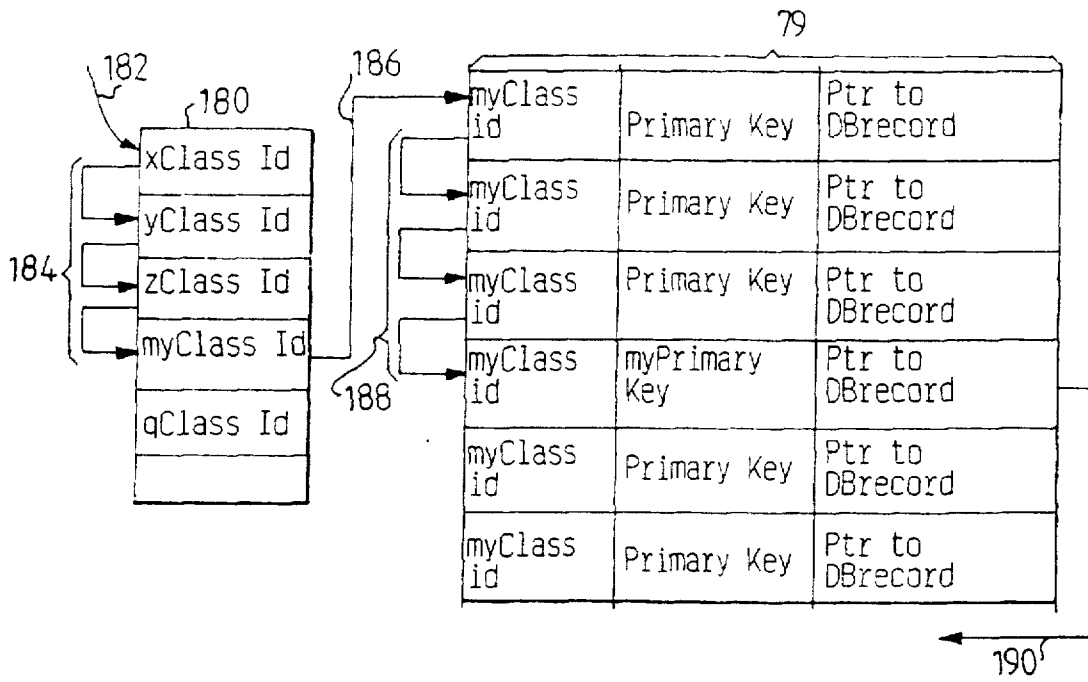 79
182
186
180
xClass Id
yClass Id
184
zClass Id
myClass Id
qClass Id
188
myClass
id
Primary Key
Ptr to
DBrecord
myClass
id
Primary Key
Ptr to
DBrecord
myClass
id
Primary Key
Ptr to
DBrecord
myClass
id
myPrimary
Key
Ptr to
DBrecord
myClass
id
Primary Key
Ptr to
DBrecord
myClass
id
Primary Key
Ptr to
DBrecord
190